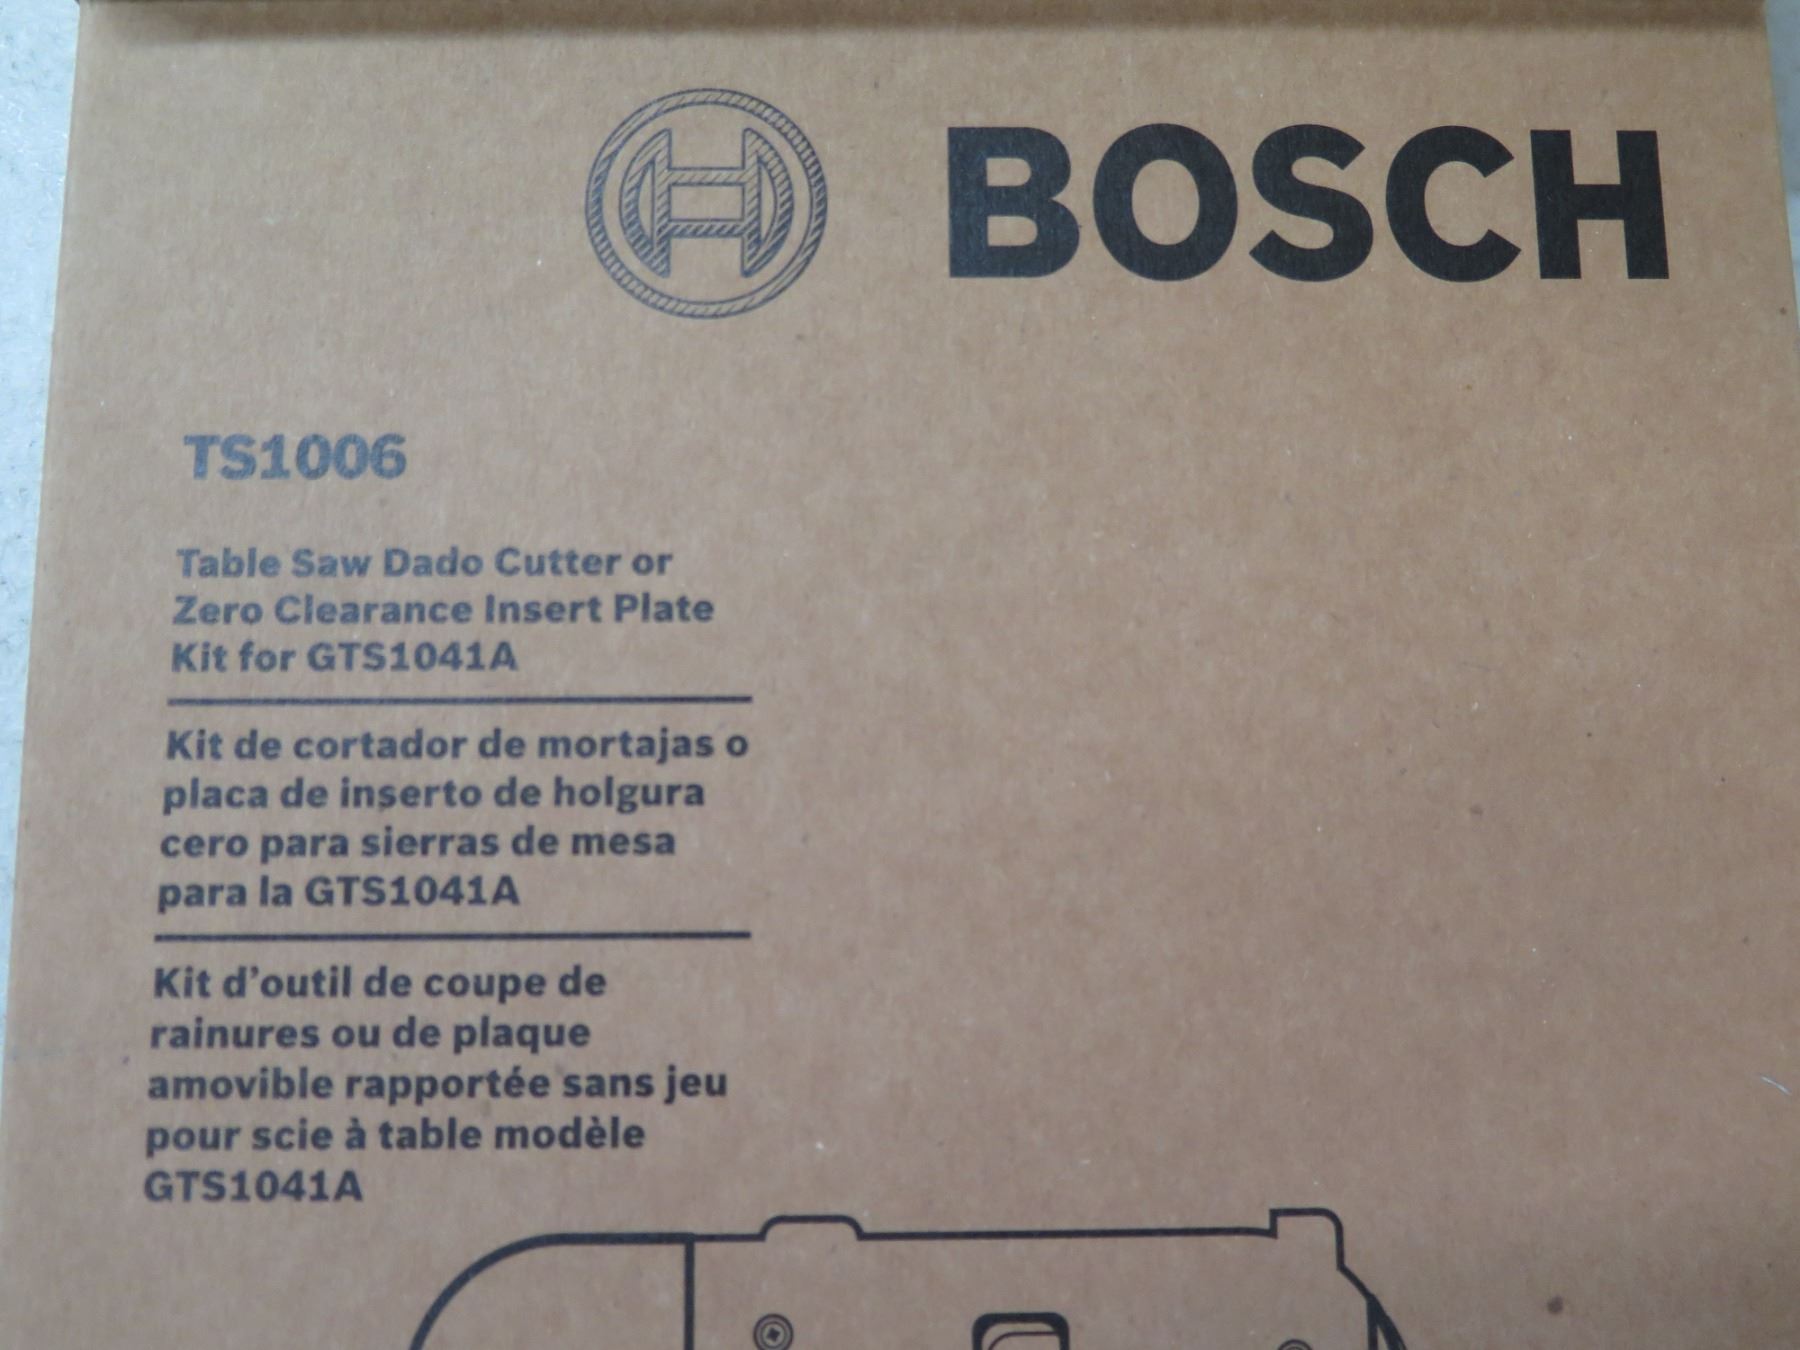 BOSCH
TS1006
Table Saw Dado Cutter or
Zero Clearance Insert Plate
Kit for GTS1041A
Kit de cortador de mortajas o
placa de inserto de holgura
cero para sierras de mesa
para la GTS1041A
Kit d'outil de coupe de
rainures ou de plaque
amovible rapportée sans jeu
pour scie à table modèle
GTS1041A